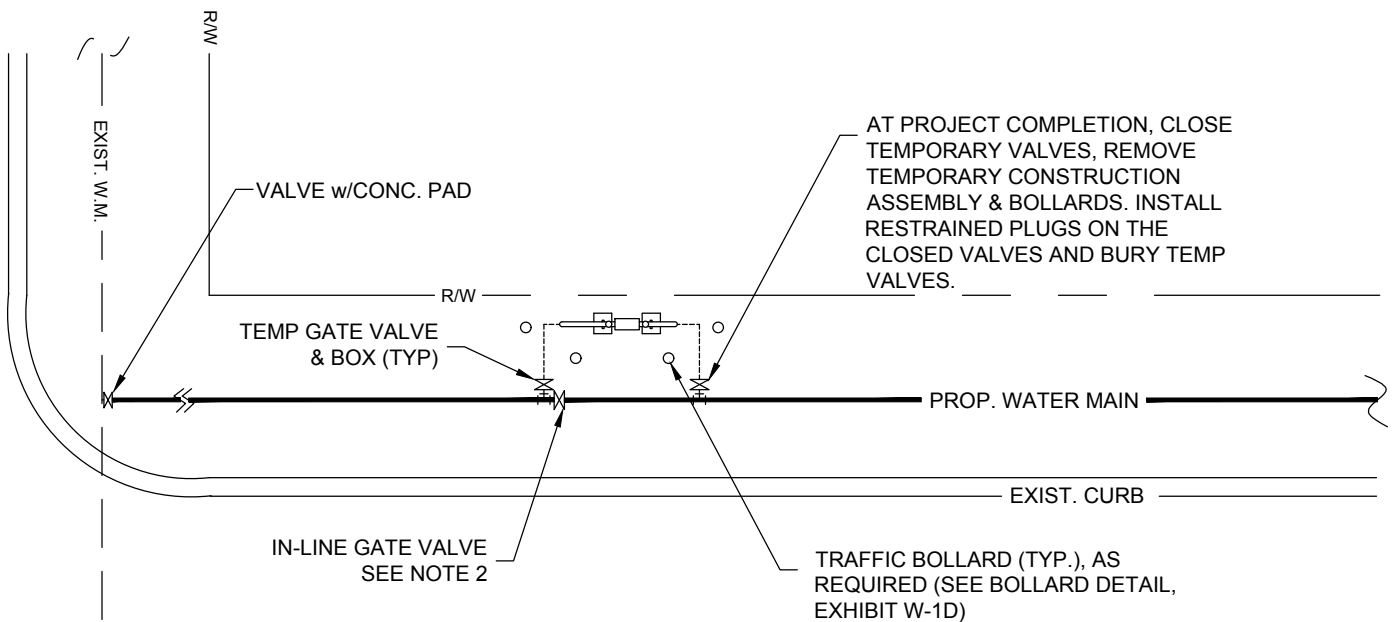 R/W
EXIST. W.M.
VALVE w/CONC. PAD
AT PROJECT COMPLETION, CLOSE
TEMPORARY VALVES, REMOVE
TEMPORARY CONSTRUCTION
ASSEMBLY & BOLLARDS. INSTALL
RESTRAINED PLUGS ON THE
CLOSED VALVES AND BURY TEMP
VALVES.
R/W
TEMP GATE VALVE
& BOX (TYP)
PROP. WATER MAIN
EXIST. CURB
IN-LINE GATE VALVE
SEE NOTE 2
TRAFFIC BOLLARD (TYP.), AS
REQUIRED (SEE BOLLARD DETAIL,
EXHIBIT W-1D)